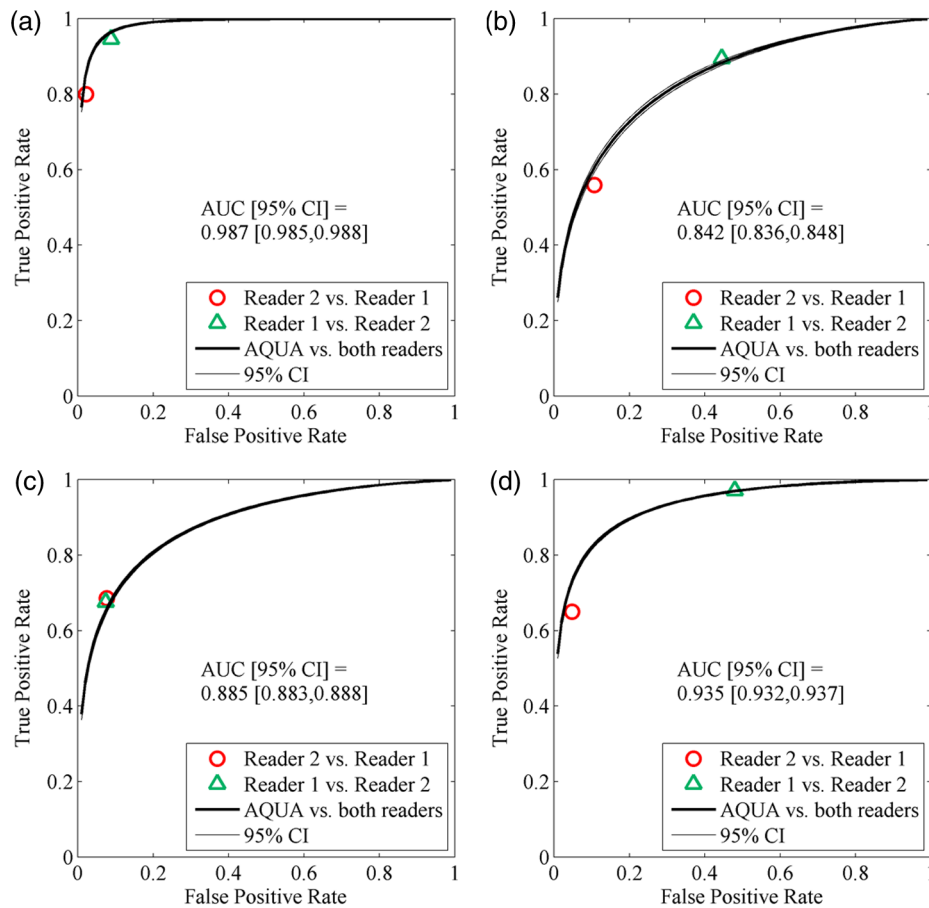 (a)
1
0.8
0.6
0.4
0.2
0
True Positive Rate
AUC [95% CI] =
0.987 [0.985,0.988]
Reader 2 vs. Reader 1
Reader 1 vs. Reader 2
AQUA vs. both readers
95% CI
0 0.2 0.4 0.6 0.8 1
False Positive Rate
(b)
1
0.8
0.6
0.4
0.2
0
True Positive Rate
AUC [95% CI] =
0.842 [0.836,0.848]
Reader 2 vs. Reader 1
Reader 1 vs. Reader 2
AQUA vs. both readers
95% CI
0 0.2 0.4 0.6 0.8 1
False Positive Rate
(c)
1
0.8
0.6
0.4
0.2
0
True Positive Rate
AUC [95% CI] =
0.885 [0.883,0.888]
Reader 2 vs. Reader 1
Reader 1 vs. Reader 2
AQUA vs. both readers
95% CI
0 0.2 0.4 0.6 0.8 1
False Positive Rate
(d)
1
0.8
0.6
0.4
0.2
0
True Positive Rate
AUC [95% CI] =
0.935 [0.932,0.937]
Reader 2 vs. Reader 1
Reader 1 vs. Reader 2
AQUA vs. both readers
95% CI
0 0.2 0.4 0.6 0.8 1
False Positive Rate